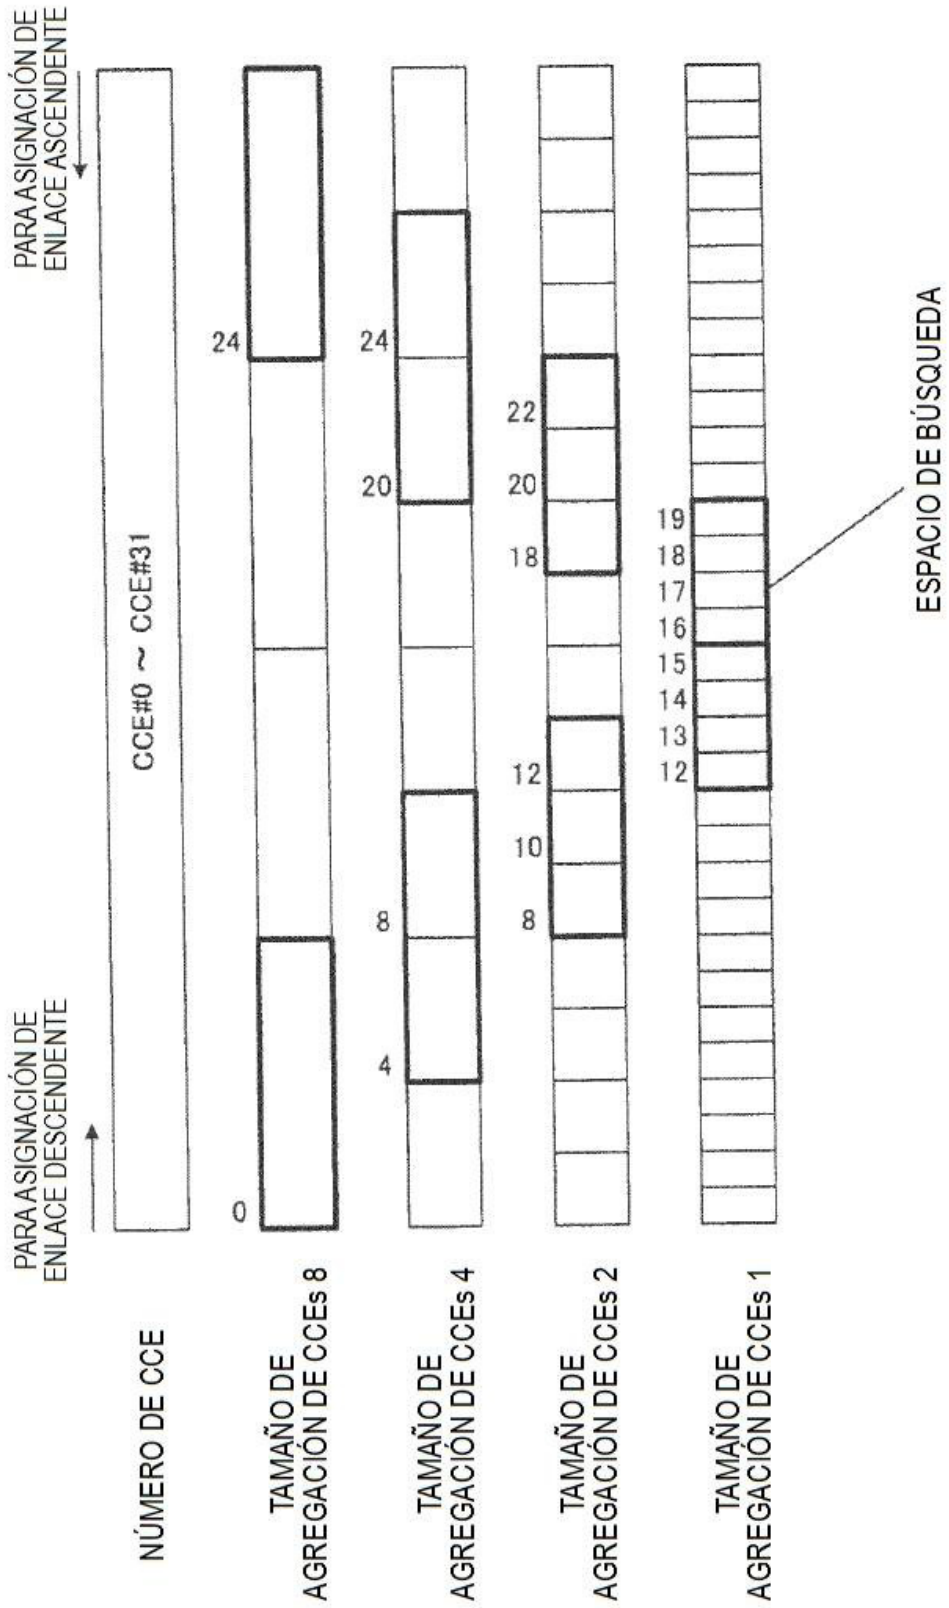 PARA ASIGNACIÓN DE
ENLACE DESCENDENTE
PARA ASIGNACIÓN DE
ENLACE ASCENDENTE
NÚMERO DE CCE
CCE#0 ~ CCE#31
TAMAÑO DE
AGREGACIÓN DE CCEs 8
0
24
TAMAÑO DE
AGREGACIÓN DE CCEs 4
4
8
20
24
TAMAÑO DE
AGREGACIÓN DE CCEs 2
8
10
12
18
20
22
TAMAÑO DE
AGREGACIÓN DE CCEs 1
12
13
14
15
16
17
18
19
ESPACIO DE BÚSQUEDA